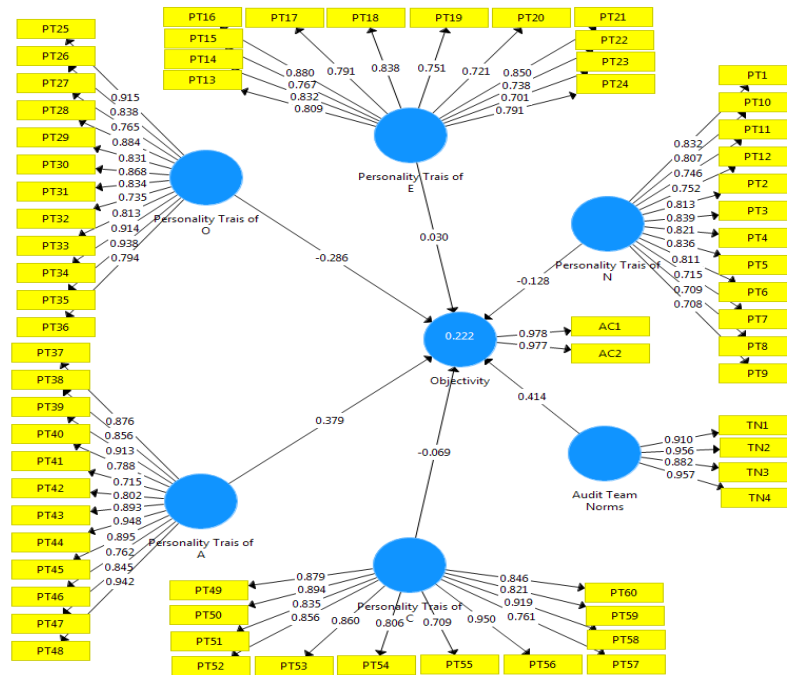 PT16
PT17
PT18
PT19
PT20
PT21
PT15
PT22
PT14
PT23
PT13
PT24
0.880
0.791
0.838
0.751
0.721
0.850
0.767
0.738
0.832
0.701
0.809
0.791
Personality Trais of
E
PT25
PT26
PT27
PT28
PT29
PT30
PT31
PT32
PT33
PT34
PT35
PT36
0.915
0.838
0.765
0.884
0.831
0.868
0.834
0.735
0.813
0.914
0.938
0.794
Personality Trais of
O
PT1
PT10
PT11
PT12
PT2
PT3
PT4
PT5
PT6
PT7
PT8
PT9
0.832
0.807
0.746
0.752
0.813
0.839
0.821
0.836
0.811
0.715
0.709
0.708
Personality Trais of
N
-0.286
0.030
-0.128
0.222
Objectivity
0.978
0.977
AC1
AC2
0.379
-0.069
0.414
PT37
PT38
PT39
PT40
PT41
PT42
PT43
PT44
PT45
PT46
PT47
PT48
0.876
0.856
0.913
0.788
0.715
0.802
0.893
0.948
0.895
0.762
0.845
0.942
Personality Trais of
A
TN1
TN2
TN3
TN4
0.910
0.956
0.882
0.957
Audit Team
Norms
Personality Trais of
C
0.879
0.894
0.835
0.856
0.860
0.806
0.709
0.950
0.761
0.919
0.821
0.846
PT49
PT50
PT51
PT52
PT53
PT54
PT55
PT56
PT57
PT58
PT59
PT60